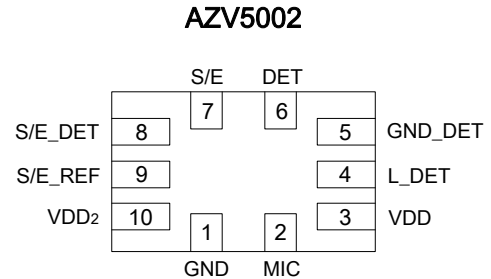 AZV5002
S/E DET
7 6
S/E_DET 8 5 GND_DET
S/E_REF 9 4 L_DET
VDD2 10 3 VDD
1 2
GND MIC